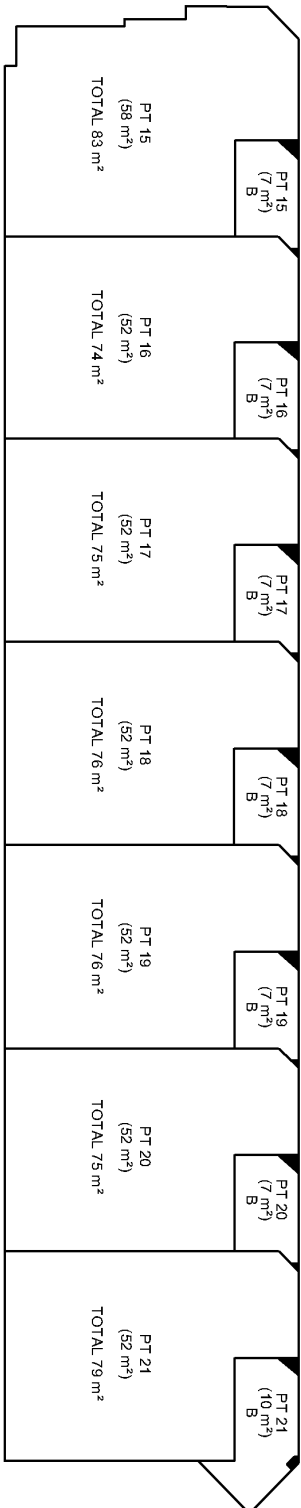 PT 15
(7 m²)
B
PT 15
(58 m²)
TOTAL 83 m²
PT 16
(7 m²)
B
PT 16
(52 m²)
TOTAL 74 m²
PT 17
(7 m²)
B
PT 17
(52 m²)
TOTAL 75 m²
PT 18
(7 m²)
B
PT 18
(52 m²)
TOTAL 76 m²
PT 19
(7 m²)
B
PT 19
(52 m²)
TOTAL 76 m²
PT 20
(7 m²)
B
PT 20
(52 m²)
TOTAL 75 m²
PT 21
(10 m²)
B
PT 21
(52 m²)
TOTAL 79 m²